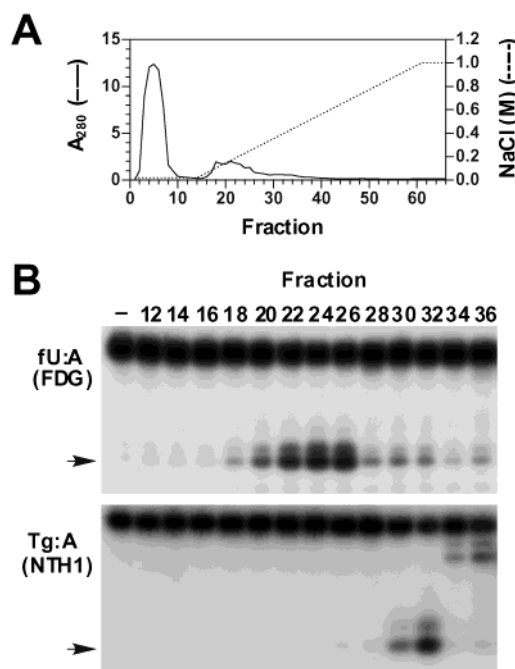 A
15
10
5
0
A280 (——)
1.2
1.0
0.8
0.6
0.4
0.2
0.0
NaCl (M) (----)
0 10 20 30 40 50 60
Fraction
B
Fraction
– 12 14 16 18 20 22 24 26 28 30 32 34 36
fU:A
(FDG)
Tg:A
(NTH1)